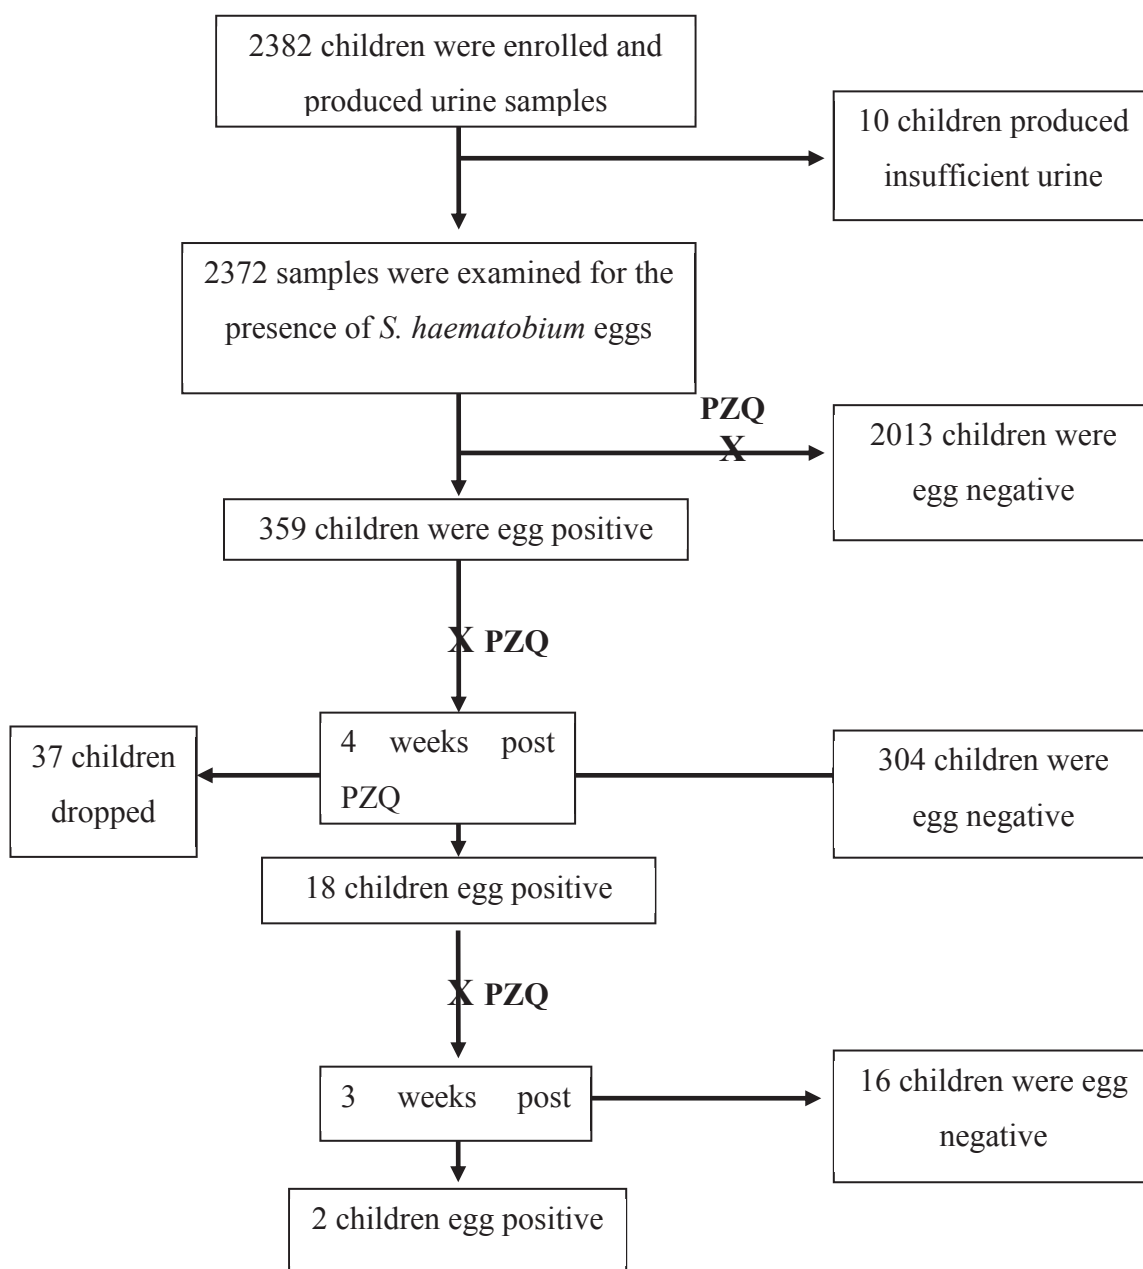 2382 children were enrolled and
produced urine samples
10 children produced
insufficient urine
2372 samples were examined for the
presence of S. haematobium eggs
PZQ
X
2013 children were
egg negative
359 children were egg positive
X PZQ
37 children
dropped
4 weeks post
PZQ
304 children were
egg negative
18 children egg positive
X PZQ
3 weeks post
16 children were egg
negative
2 children egg positive